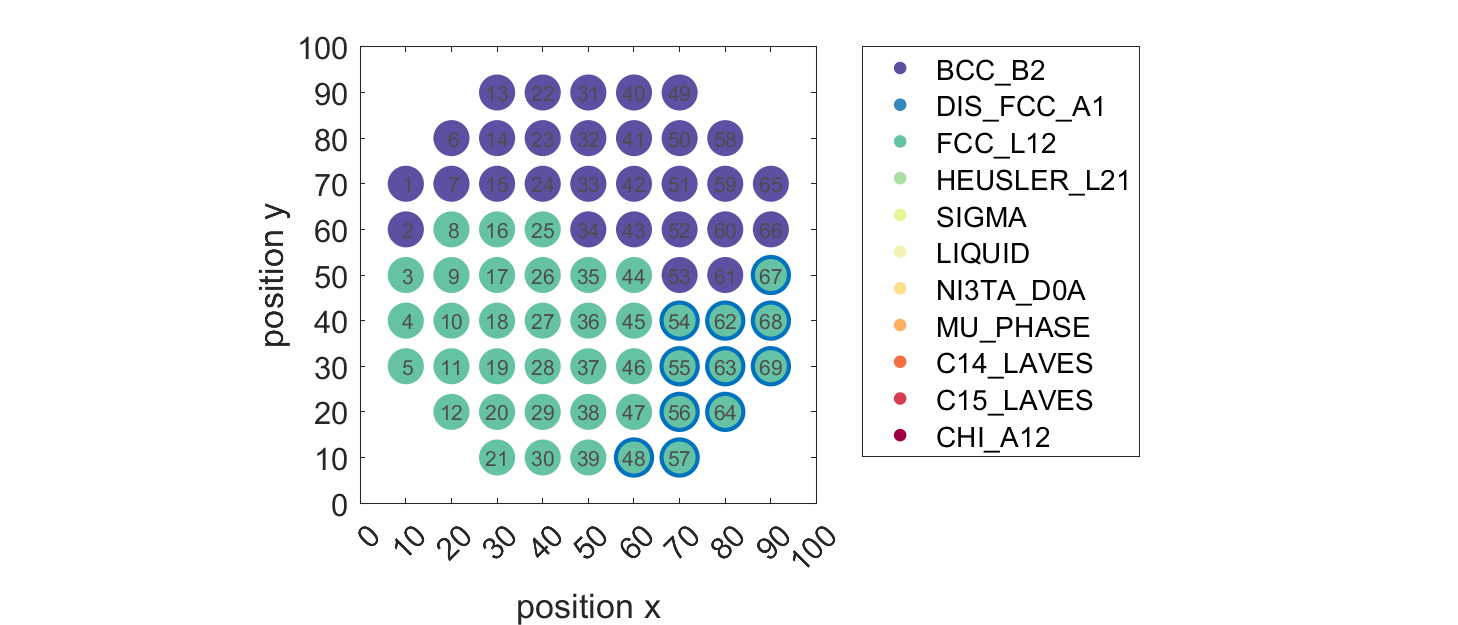 100
90
80
70
60
50
40
30
20
10
0
position y
13 22 31 40 49
6 14 23 32 41 50 58
1 7 15 24 33 42 51 59 65
2 8 16 25 34 43 52 60 66
3 9 17 26 35 44 53 61 67
4 10 18 27 36 45 54 62 68
5 11 19 28 37 46 55 63 69
12 20 29 38 47 56 64
21 30 39 48 57
0 10 20 30 40 50 60 70 80 90 100
position x
BCC_B2
DIS_FCC_A1
FCC_L12
HEUSLER_L21
SIGMA
LIQUID
NI3TA_D0A
MU_PHASE
C14_LAVES
C15_LAVES
CHI_A12